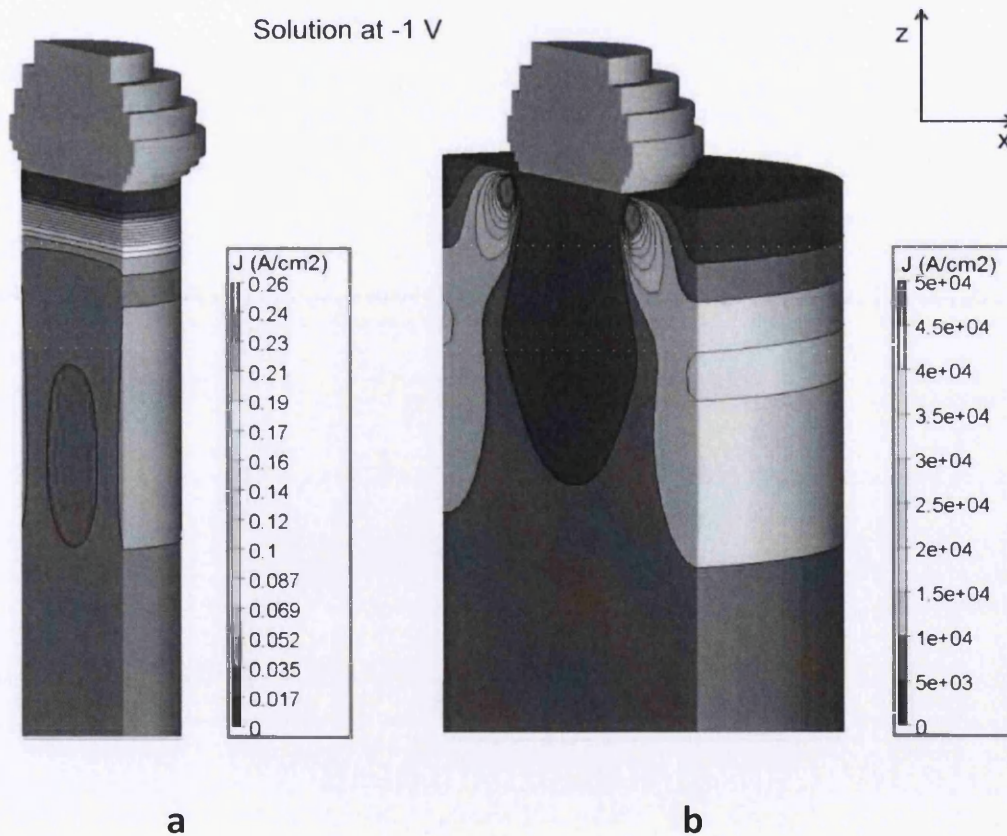 Solution at -1 V
z
x
J (A/cm2)
0.26
0.24
0.23
0.21
0.19
0.17
0.16
0.14
0.12
0.1
0.087
0.069
0.052
0.035
0.017
0
J (A/cm2)
5e+04
4.5e+04
4e+04
3.5e+04
3e+04
2.5e+04
2e+04
1.5e+04
1e+04
5e+03
0
a
b